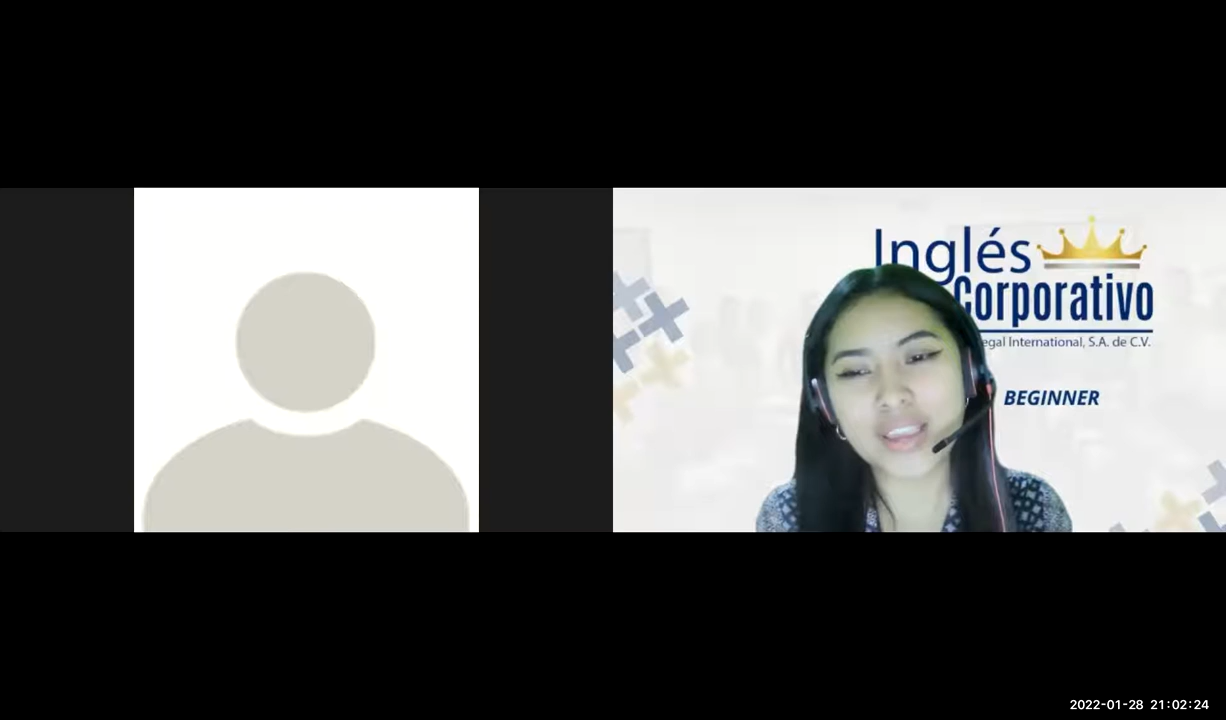 Inglés
Corporativo
egal International, S.A. de C.V.
BEGINNER
2022-01-28 21:02:24